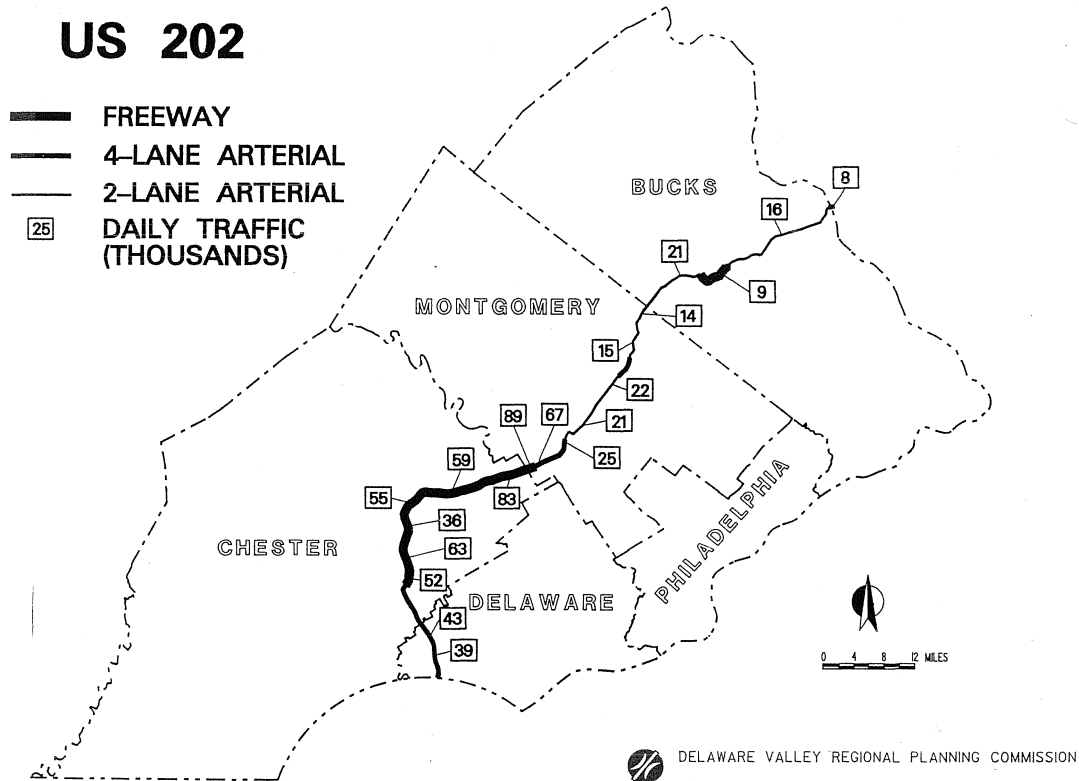 US 202
FREEWAY
4-LANE ARTERIAL
2-LANE ARTERIAL
25
DAILY TRAFFIC
(THOUSANDS)
BUCKS
8
16
21
9
MONTGOMERY
14
15
22
89
67
21
25
59
83
55
36
CHESTER
63
PHILADELPHIA
52
DELAWARE
43
39
0 4 8 12 MILES
DELAWARE VALLEY REGIONAL PLANNING COMMISSION